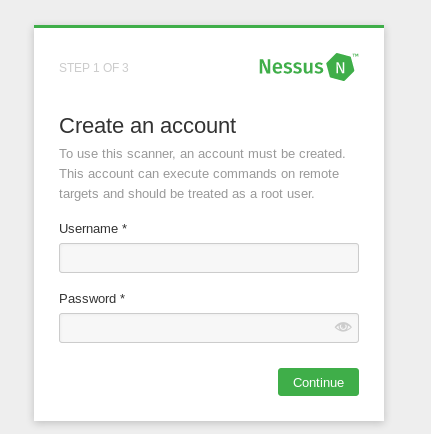 STEP 1 OF 3
Nessus N ™
Create an account
To use this scanner, an account must be created.
This account can execute commands on remote
targets and should be treated as a root user.
Username *
Password *
Continue